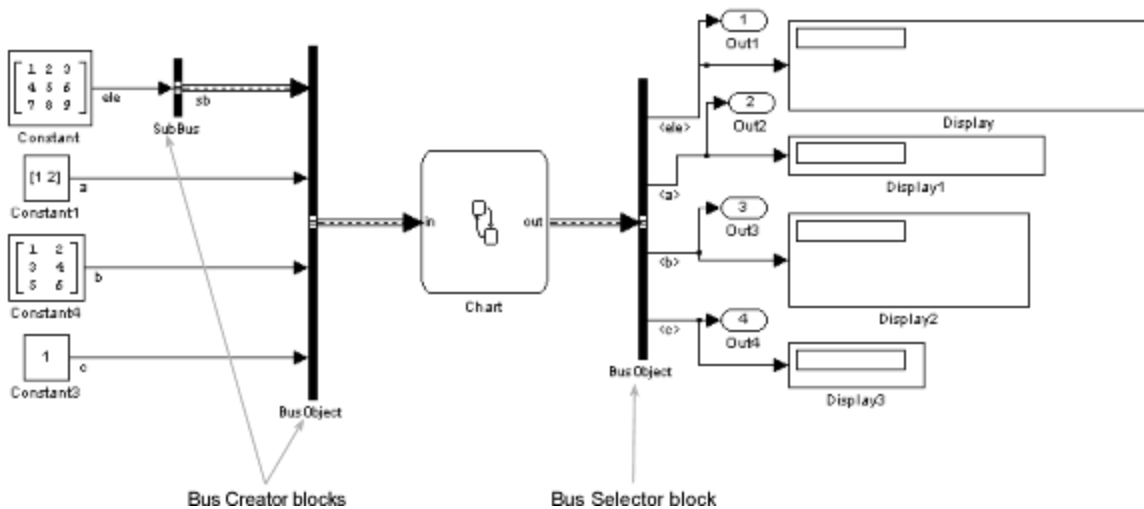 1 2 3
4 5 6
7 8 9
Constant
ele
SubBus
sb
[1 2]
a
Constant1
1 2
3 4
5 6
b
Constant4
1
c
Constant3
BusObject
in
out
Chart
<ele>
<a>
<b>
<c>
BusObject
1
Out1
2
Out2
3
Out3
4
Out4
Display
Display1
Display2
Display3
Bus Creator blocks
Bus Selector block